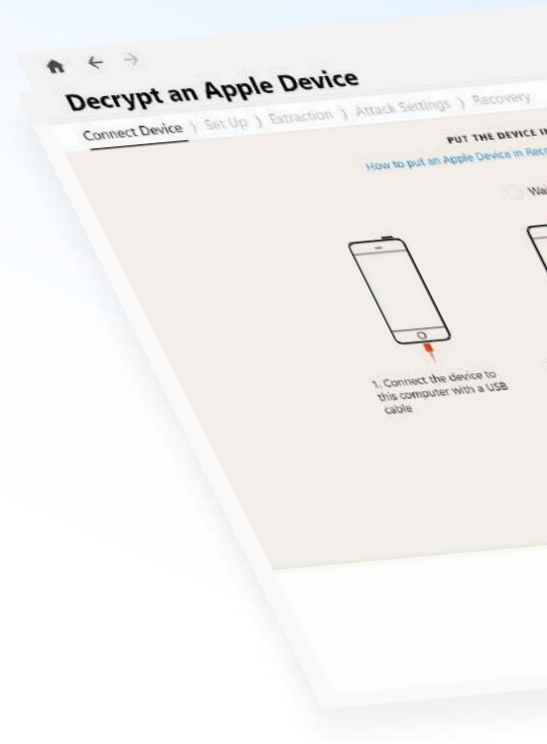 Decrypt an Apple Device
Connect Device ⟩ Set Up ⟩ Extraction ⟩ Attack Settings ⟩ Recovery
PUT THE DEVICE
How to put an Apple Device in
1. Connect the device to
this computer with a USB
cable